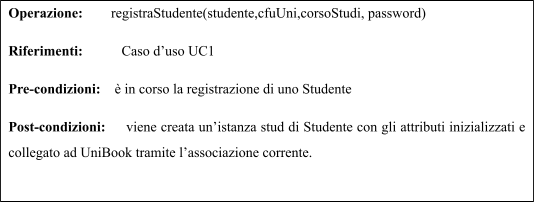 Operazione: registraStudente(studente,cfuUni,corsoStudi, password)
Riferimenti: Caso d’uso UC1
Pre-condizioni: è in corso la registrazione di uno Studente
Post-condizioni: viene creata un’istanza stud di Studente con gli attributi inizializzati e
collegato ad UniBook tramite l’associazione corrente.